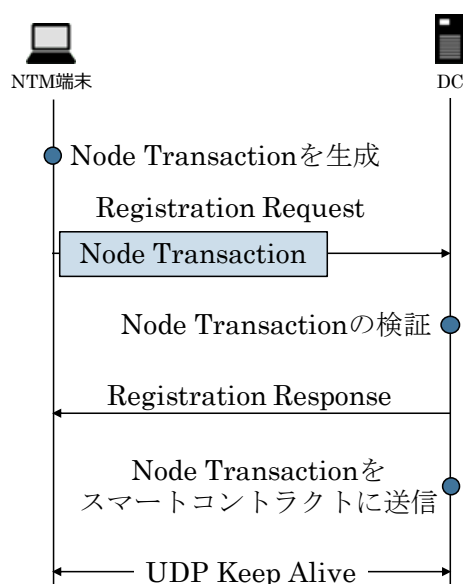 NTM端末
DC
Node Transactionを生成
Registration Request
Node Transaction
Node Transactionの検証
Registration Response
Node Transactionを
スマートコントラクトに送信
UDP Keep Alive